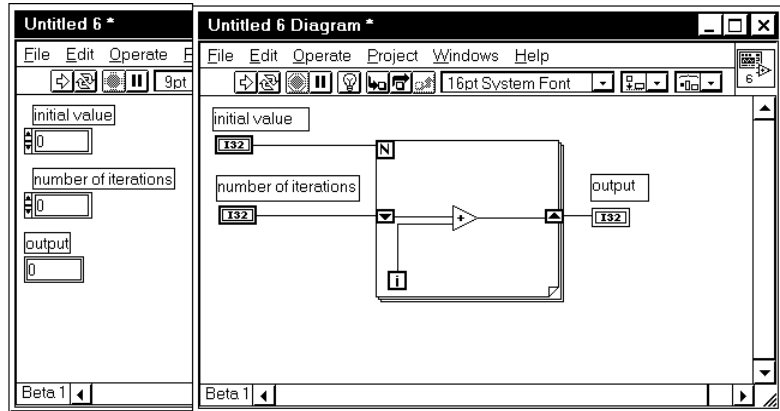 Untitled 6 *
File Edit Operate P
9pt
initial value
0
number of iterations
0
output
0
Beta 1
Untitled 6 Diagram *
File Edit Operate Project Windows Help
16pt System Font
6
initial value
I32
N
number of iterations
I32
+
i
output
I32
Beta 1